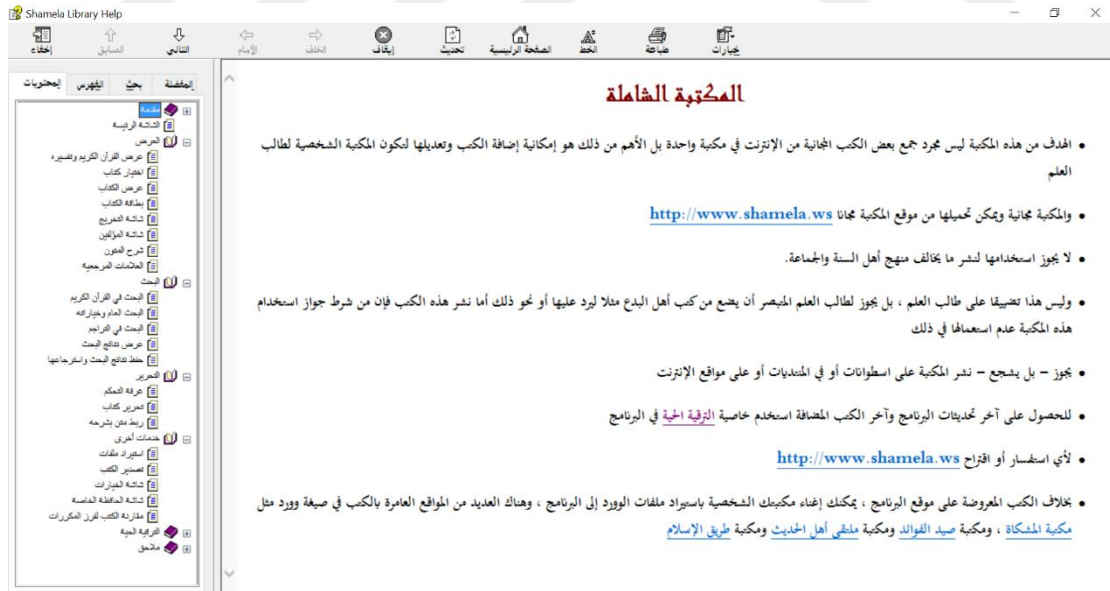 Shamela Library Help
إخفاء السابق التالي الأمام الخلف إيقاف تحديث الصفحة الرئيسية الخط طباعة خيارات
المحتويات الفهرس بحث المفضلة
مقدمة
الشاشة الرئيسة
العرض
عرض القرآن الكريم وتفسيره
اختيار كتاب
عرض الكتاب
بطاقة الكتاب
شاشة التخريج
شاشة المؤلفين
شرح المتون
العلامات المرجعية
البحث
البحث في القرآن الكريم
البحث العام وخياراته
البحث في التراجم
عرض نتائج البحث
حفظ نتائج البحث واسترجاعها
التحرير
غرفة التحكم
تحرير كتاب
ربط متن بشرحه
خدمات أخرى
استيراد ملفات
تصدير الكتب
شاشة الخيارات
شاشة الحافظة الخاصة
مقارنة الكتب لفرز المكررات
الترقية الحية
ملاحق
المكتبة الشاملة
• الهدف من هذه المكتبة ليس مجرد جمع بعض الكتب المجانية من الإنترنت في مكتبة واحدة بل الأهم من ذلك هو إمكانية إضافة الكتب وتعديلها لتكون المكتبة الشخصية لطالب
العلم
• والمكتبة مجانية ويمكن تحميلها من موقع المكتبة مجانا http://www.shamela.ws
• لا يجوز استخدامها لنشر ما يخالف منهج أهل السنة والجماعة.
• وليس هذا تضييقا على طالب العلم ، بل يجوز لطالب العلم المتبصر أن يضع من كتب أهل البدع مثلا ليرد عليها أو نحو ذلك أما نشر هذه الكتب فإن من شرط جواز استخدام
هذه المكتبة عدم استعمالها في ذلك
• يجوز – بل يشجع – نشر المكتبة على اسطوانات أو في المنتديات أو على مواقع الإنترنت
• للحصول على آخر تحديثات البرنامج وآخر الكتب المضافة استخدم خاصية الترقية الحية في البرنامج
• لأي استفسار أو اقتراح http://www.shamela.ws
• بخلاف الكتب المعروضة على موقع البرنامج ، يمكنك إغناء مكتبتك الشخصية باستيراد ملفات الوورد إلى البرنامج ، وهناك العديد من المواقع العامرة بالكتب في صيغة وورد مثل
مكتبة المشكاة ، ومكتبة صيد الفوائد ومكتبة ملتقى أهل الحديث ومكتبة طريق الإسلام